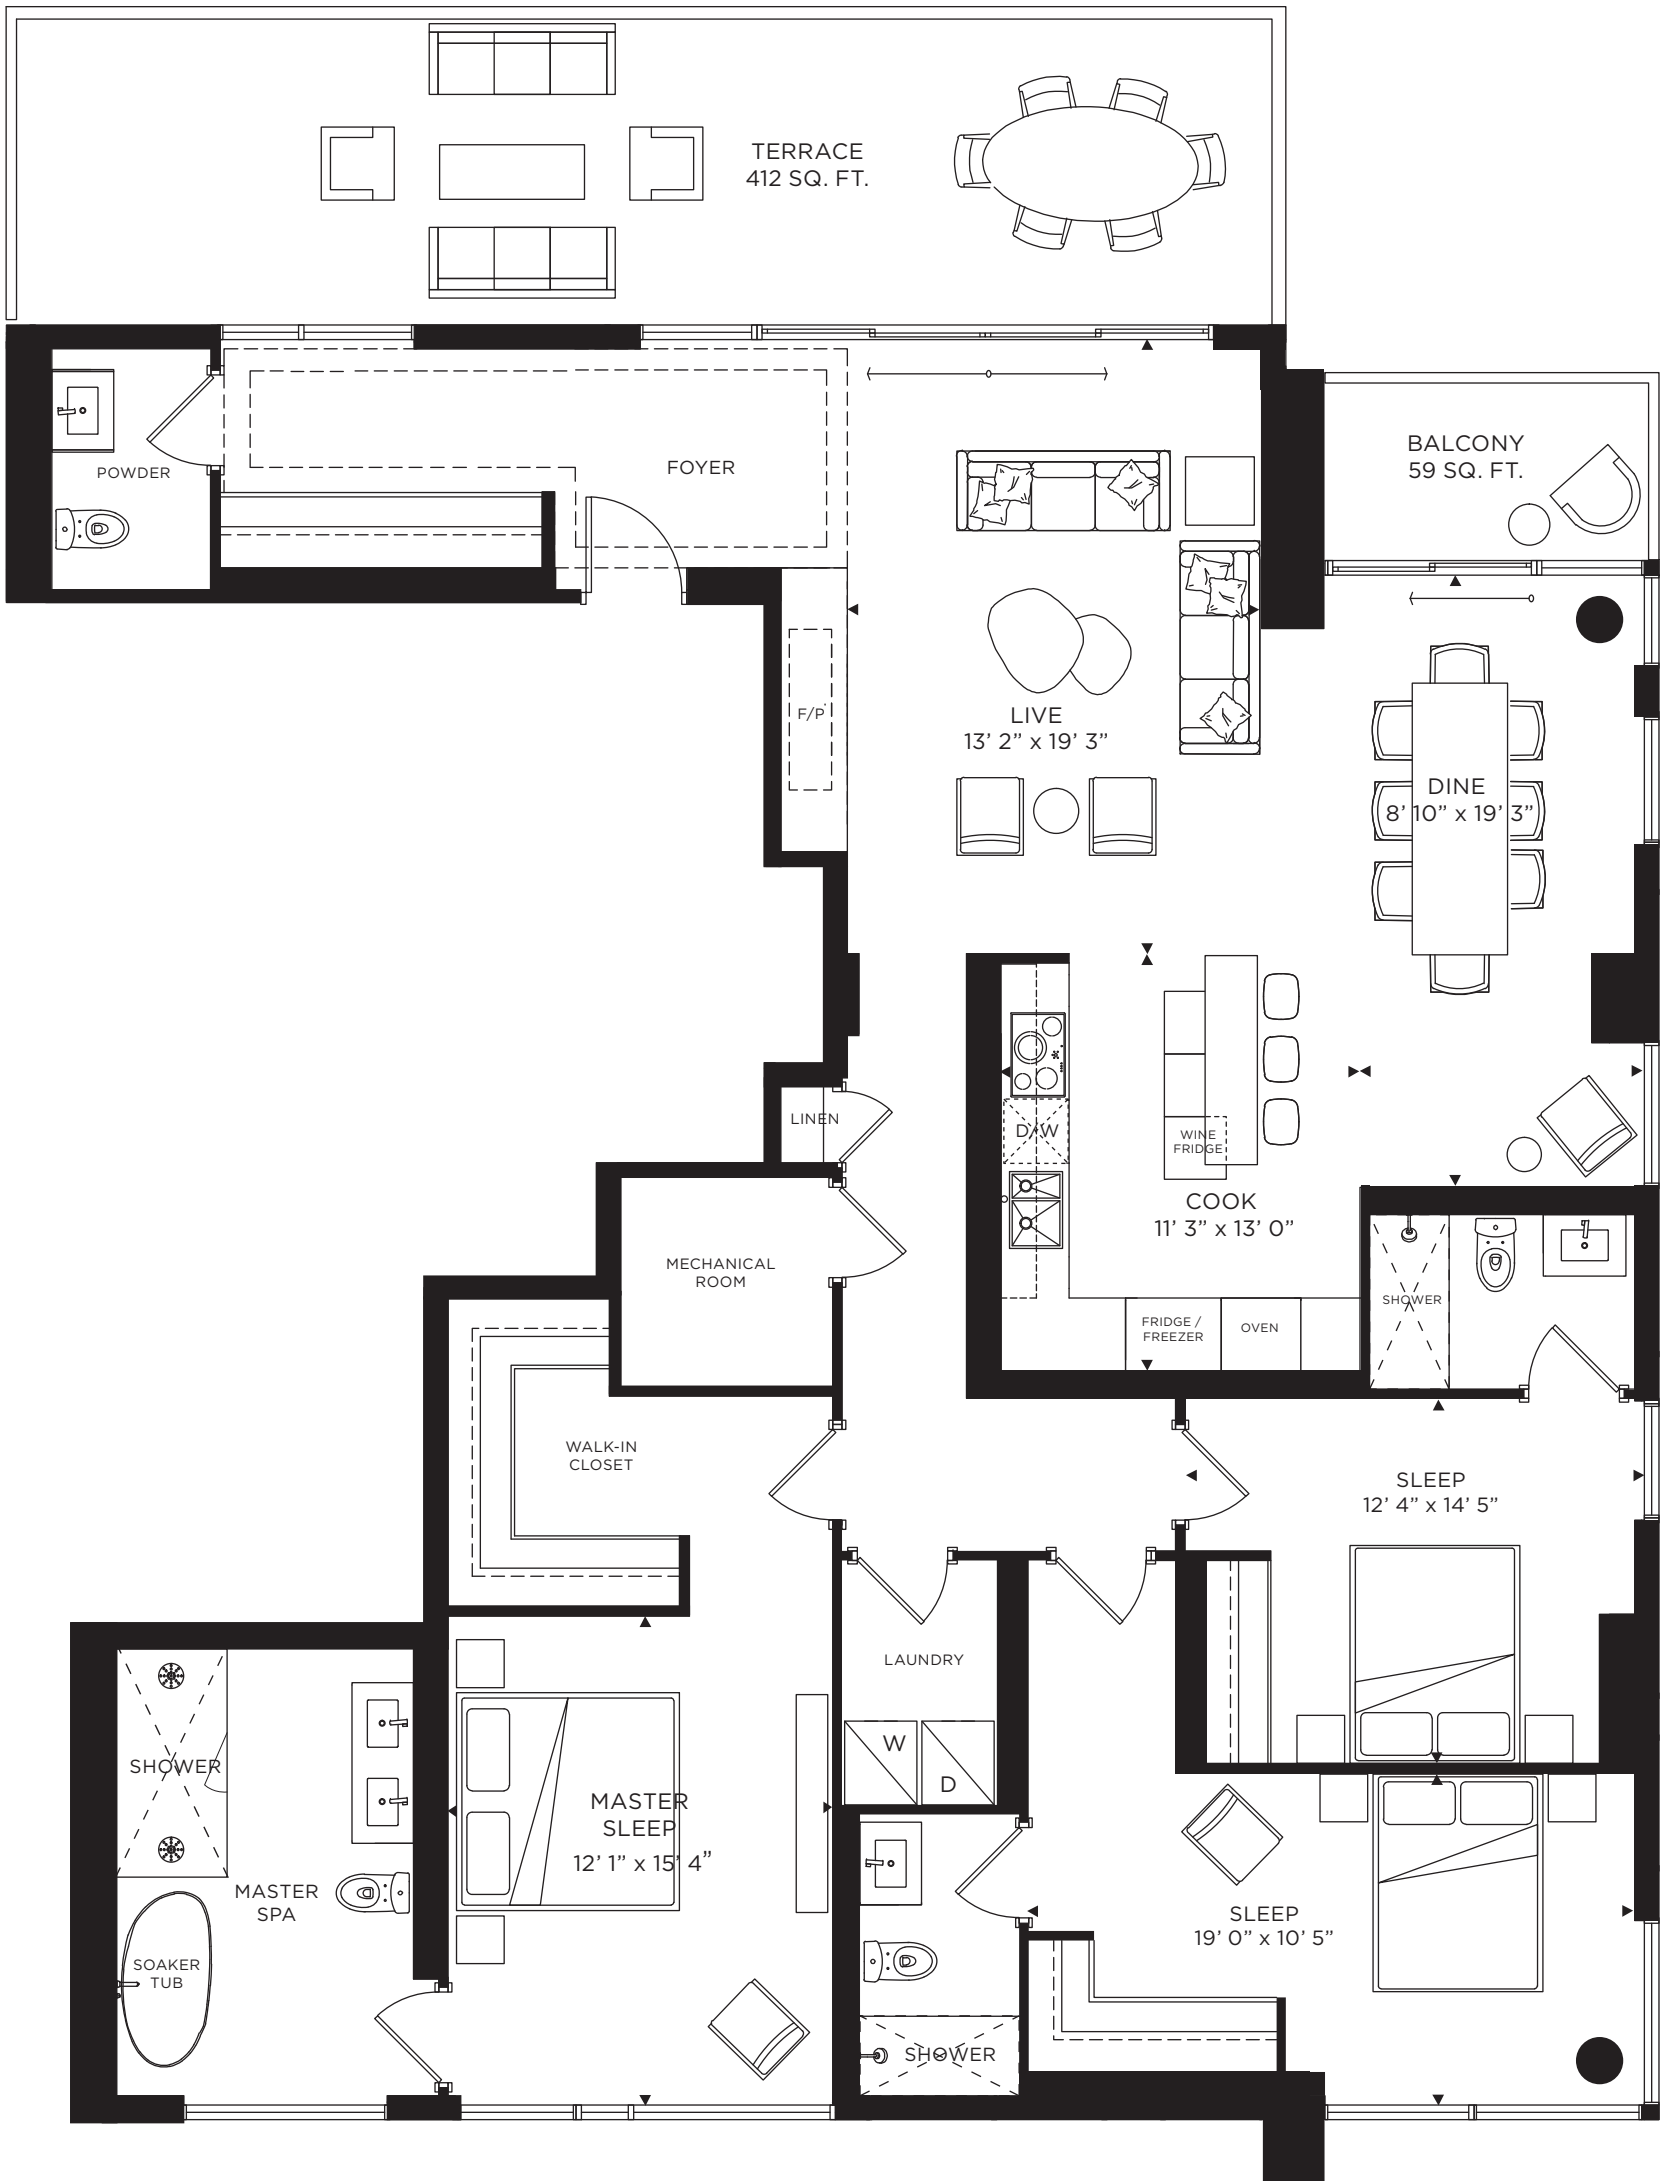 TERRACE
412 SQ. FT.
BALCONY
59 SQ. FT.
POWDER
FOYER
F/P
LIVE
13’ 2” x 19’ 3”
DINE
8’ 10” x 19’ 3”
LINEN
D/W
WINE
FRIDGE
COOK
11’ 3” x 13’ 0”
MECHANICAL
ROOM
SHOWER
FRIDGE /
FREEZER
OVEN
WALK-IN
CLOSET
SLEEP
12’ 4” x 14’ 5”
LAUNDRY
W
D
SHOWER
MASTER
SLEEP
12’ 1” x 15’ 4”
MASTER
SPA
SOAKER
TUB
SLEEP
19’ 0” x 10’ 5”
SHOWER